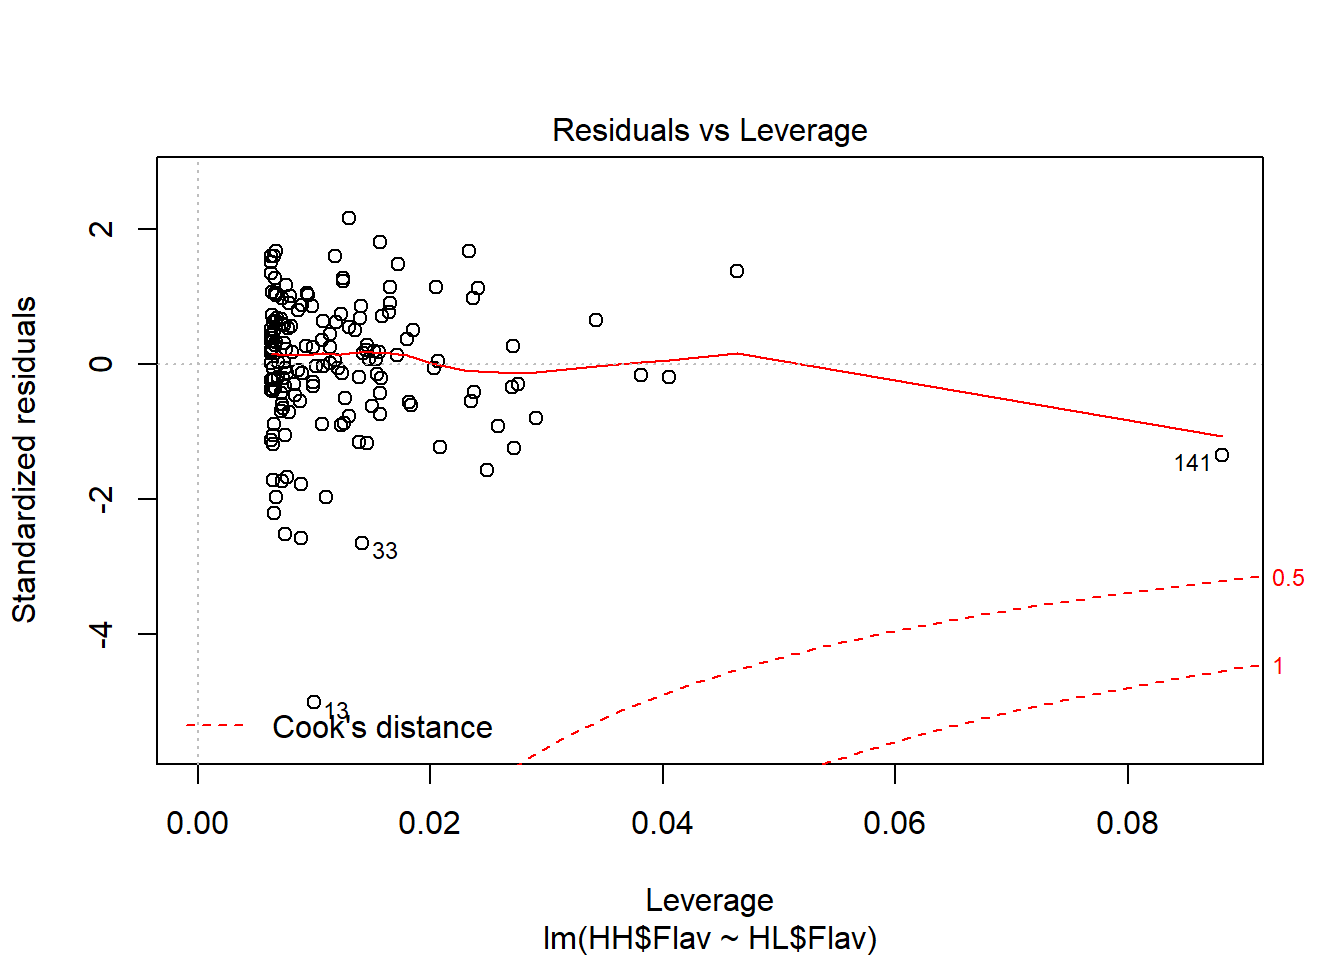 Residuals vs Leverage
Standardized residuals
2
0
-2
-4
33
141
13
0.5
1
Cook's distance
0.00 0.02 0.04 0.06 0.08
Leverage
lm(HH$Flav ~ HL$Flav)